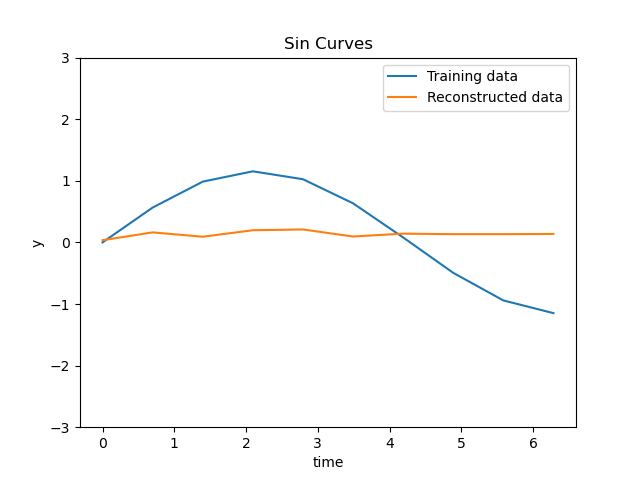 Sin Curves
Training data
Reconstructed data
3
2
1
0
−1
−2
−3
y
0 1 2 3 4 5 6
time